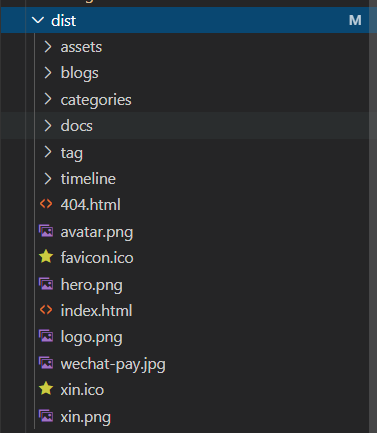 dist M
assets
blogs
categories
docs
tag
timeline
404.html
avatar.png
favicon.ico
hero.png
index.html
logo.png
wechat-pay.jpg
xin.ico
xin.png